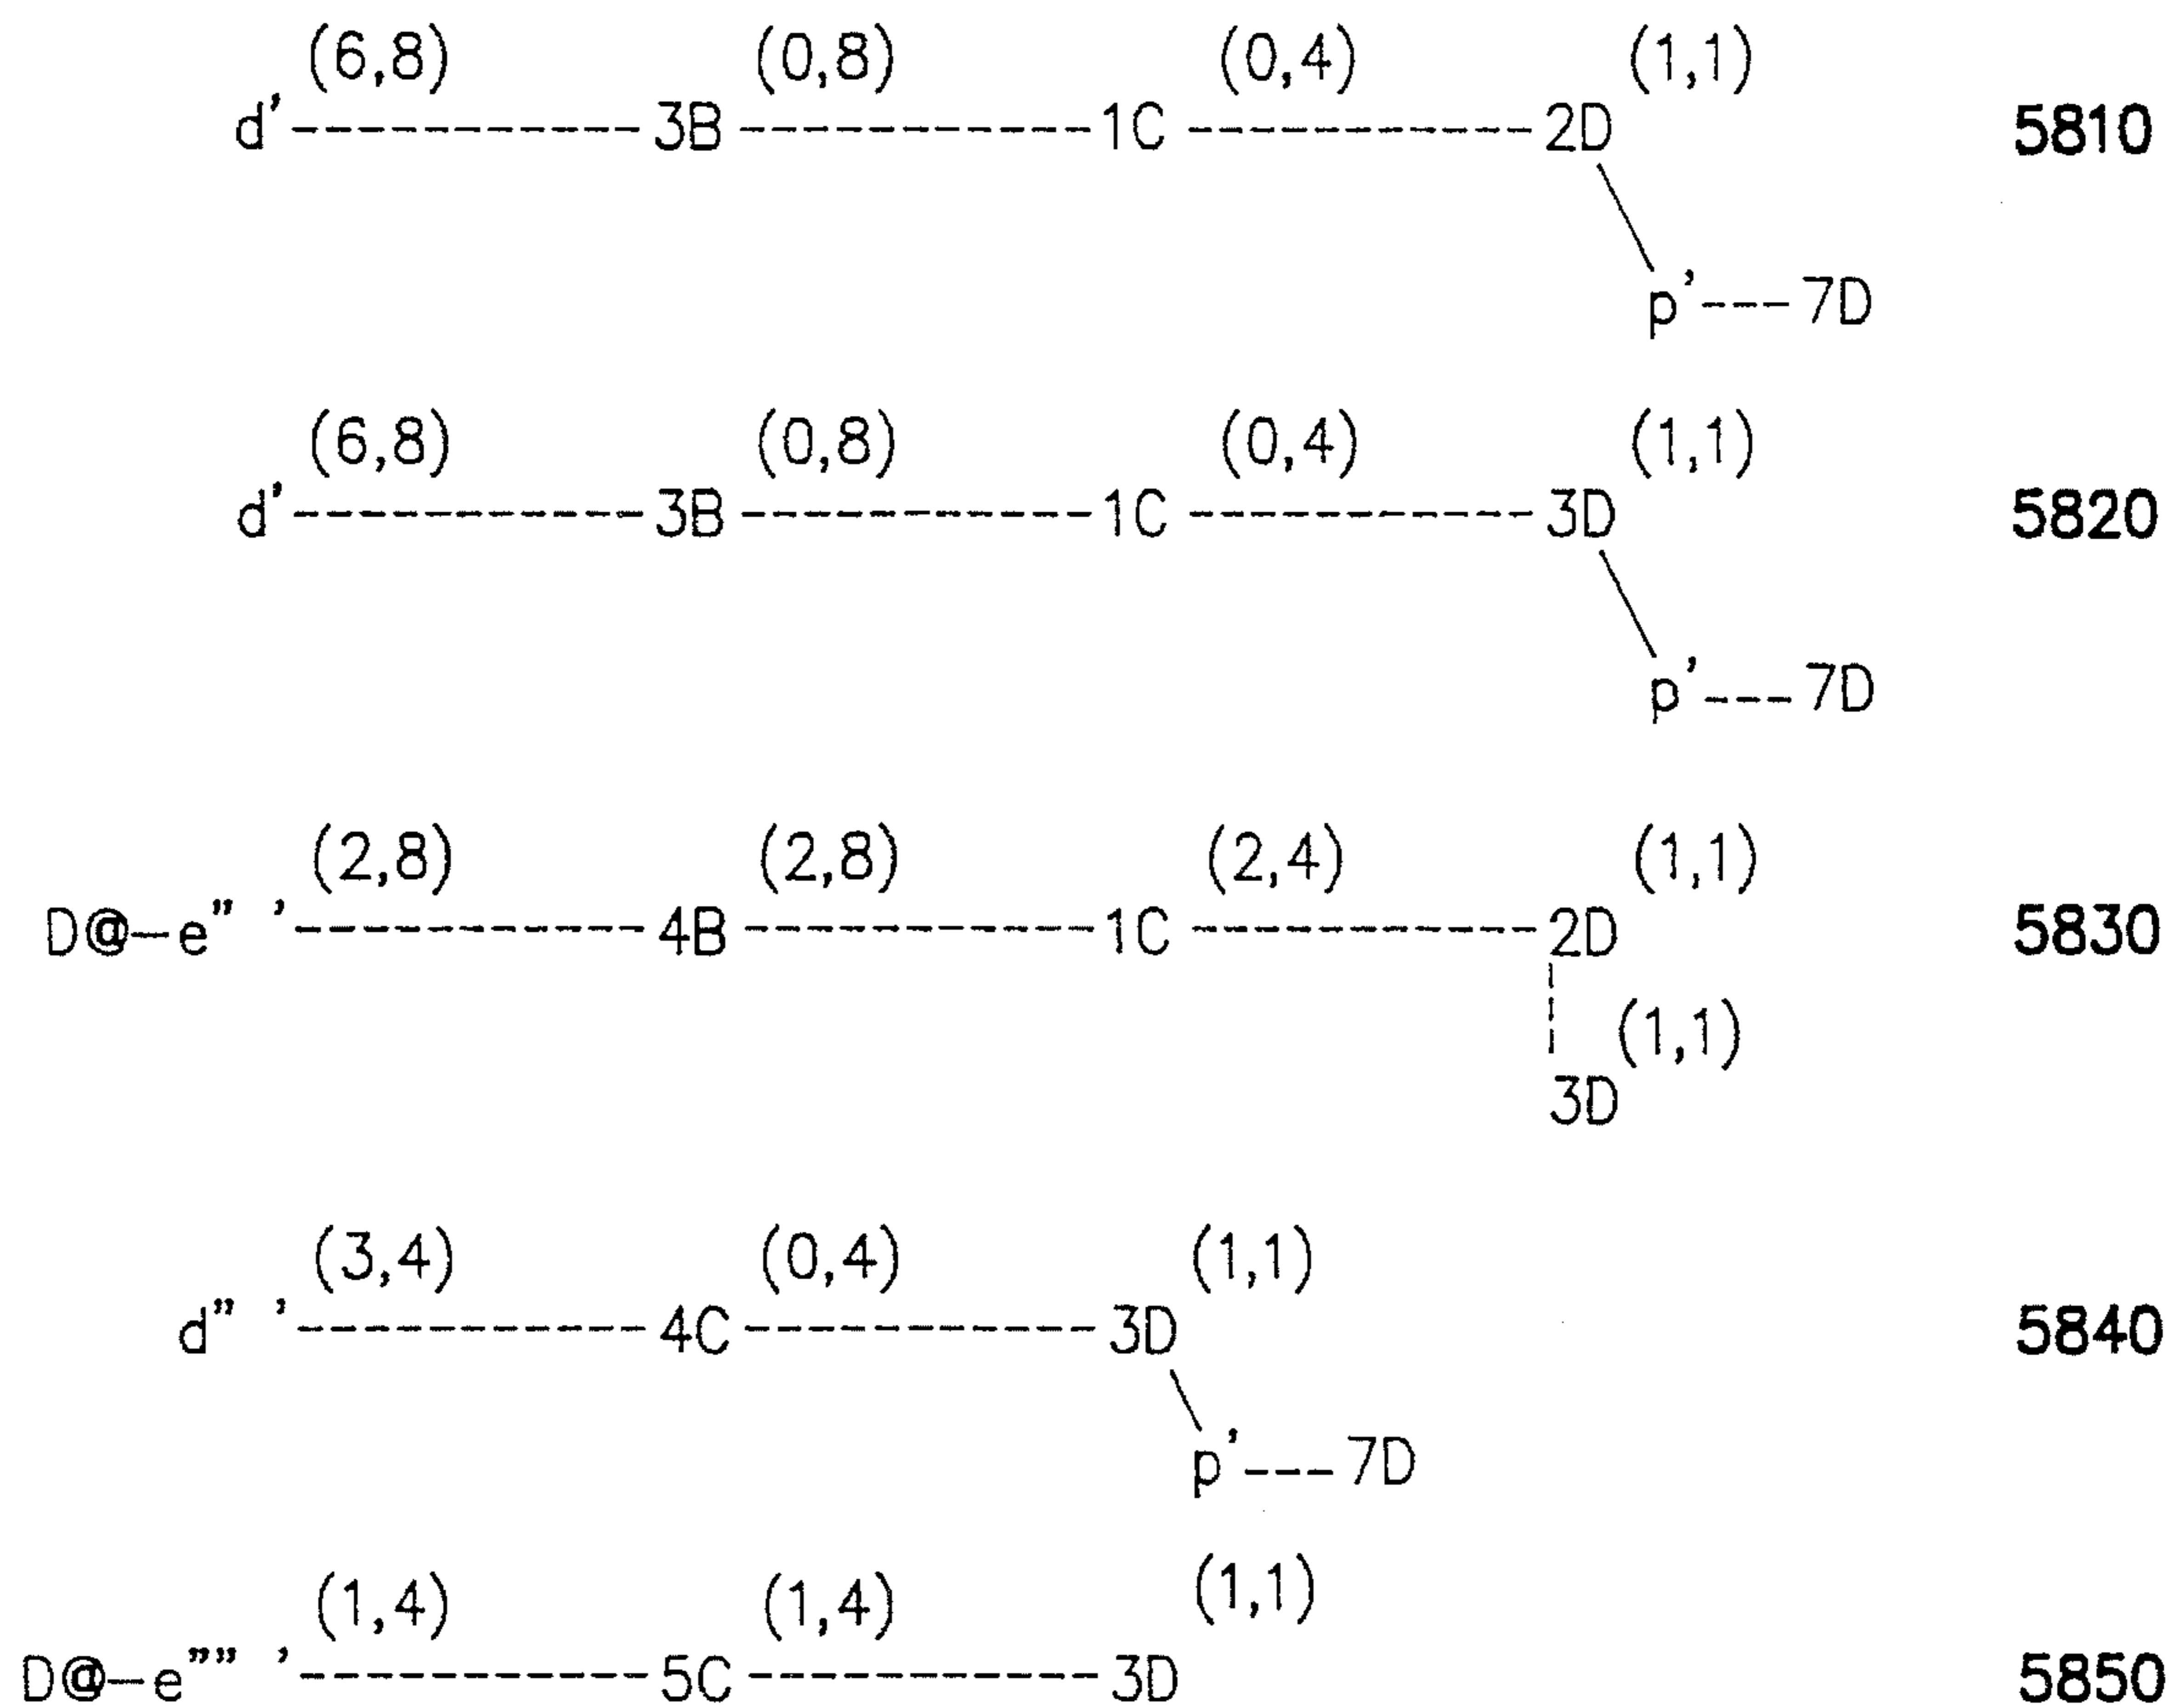 (6,8) (0,8) (0,4) (1,1)
d' 3B 1C 2D 5810
p' 7D
(6,8) (0,8) (0,4) (1,1)
d' 3B 1C 3D 5820
p' 7D
(2,8) (2,8) (2,4) (1,1)
D@-e" ' 4B 1C 2D 5830
(1,1)
3D
(3,4) (0,4) (1,1)
d" ' 4C 3D 5840
p' 7D
(1,4) (1,4) (1,1)
D@-e"" ' 5C 3D 5850